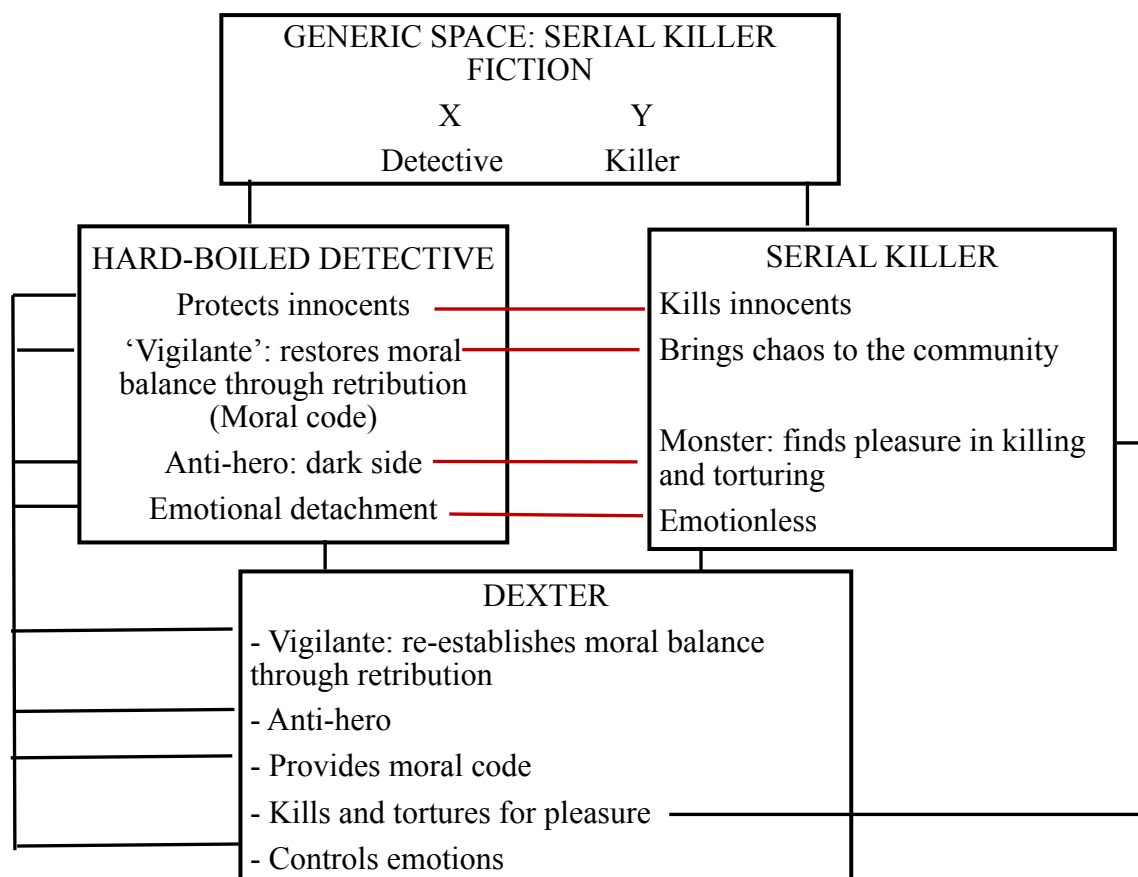 GENERIC SPACE: SERIAL KILLER
FICTION
X Y
Detective Killer
HARD-BOILED DETECTIVE
Protects innocents
‘Vigilante’: restores moral
balance through retribution
(Moral code)
Anti-hero: dark side
Emotional detachment
SERIAL KILLER
Kills innocents
Brings chaos to the community
Monster: finds pleasure in killing
and torturing
Emotionless
DEXTER
- Vigilante: re-establishes moral balance
through retribution
- Anti-hero
- Provides moral code
- Kills and tortures for pleasure
- Controls emotions